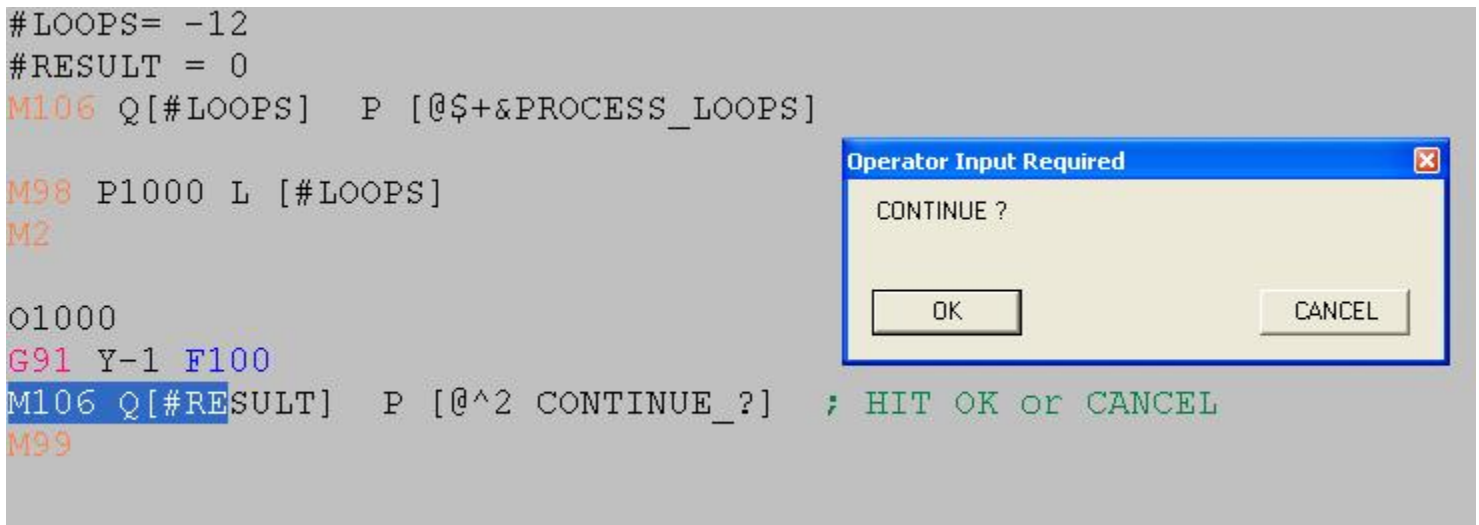 #LOOPS= -12
#RESULT = 0
M106 Q[#LOOPS]  P [@$+&PROCESS_LOOPS]
M98 P1000 L [#LOOPS]
M2
O1000
G91 Y-1 F100
M106 Q[#RESULT]  P [@^2 CONTINUE_?]  ; HIT OK or CANCEL
M99
Operator Input Required
CONTINUE ?
OK
CANCEL